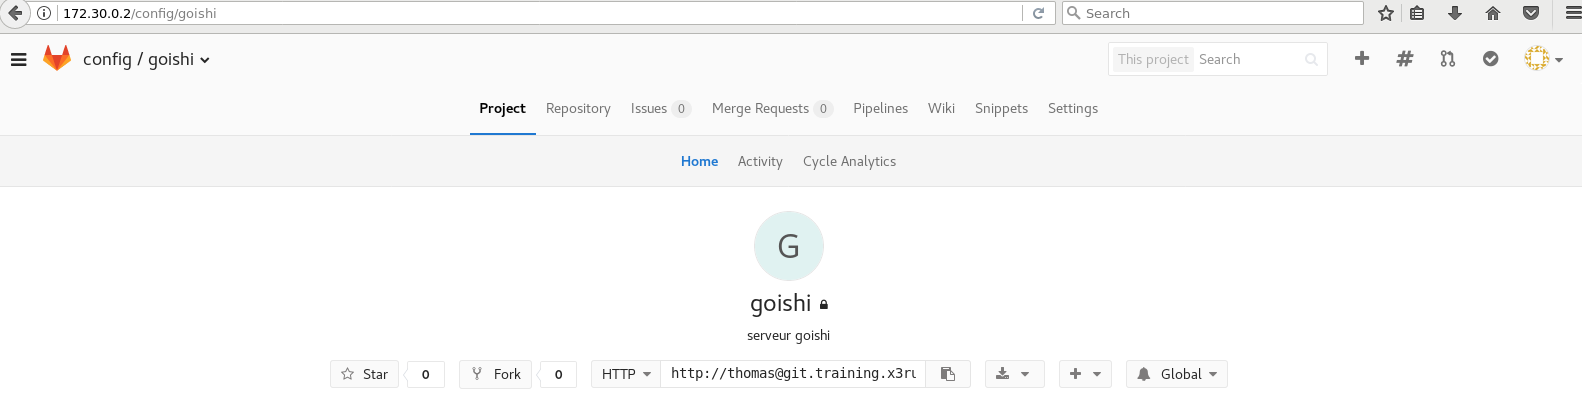 172.30.0.2/config/goishi Search
config / goishi This project Search
Project Repository Issues 0 Merge Requests 0 Pipelines Wiki Snippets Settings
Home Activity Cycle Analytics
G
goishi
serveur goishi
Star 0 Fork 0 HTTP http://thomas@git.training.x3ru Global